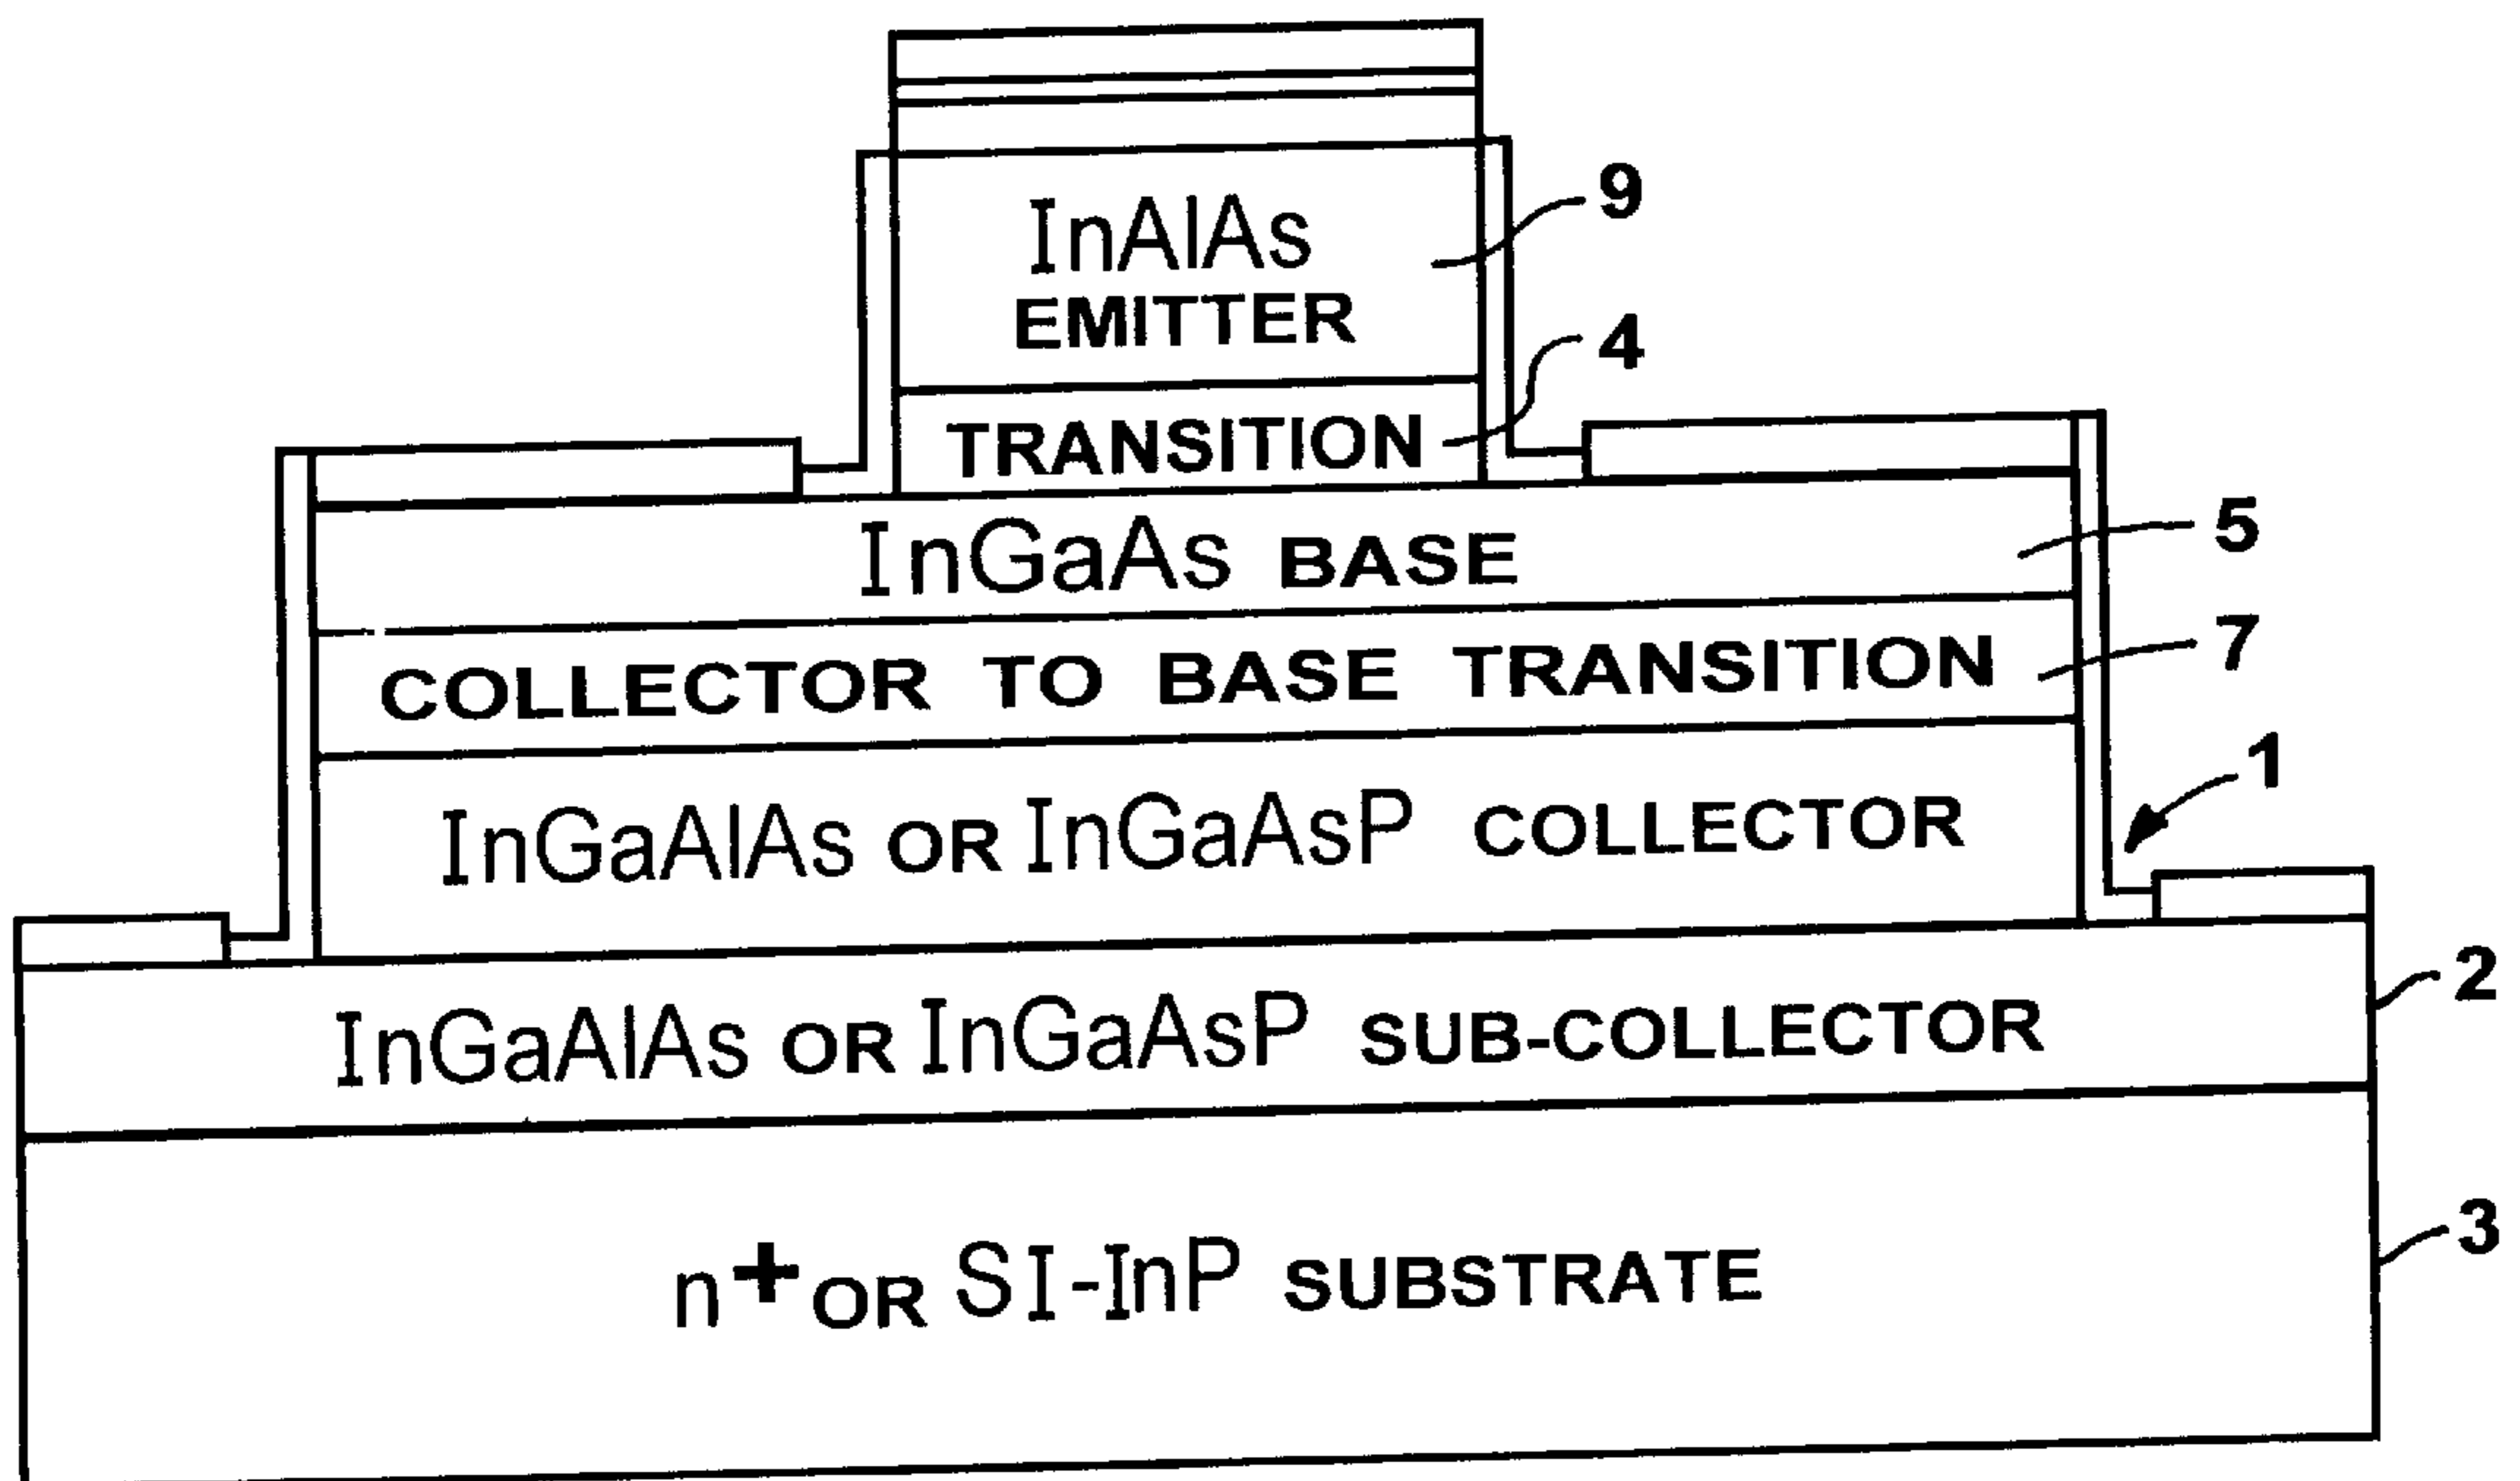 InAlAs
EMITTER
9
TRANSITION
4
InGaAs BASE
5
COLLECTOR TO BASE TRANSITION
7
InGaAlAs OR InGaAsP COLLECTOR
1
InGaAlAs OR InGaAsP SUB-COLLECTOR
2
n+ OR SI-InP SUBSTRATE
3